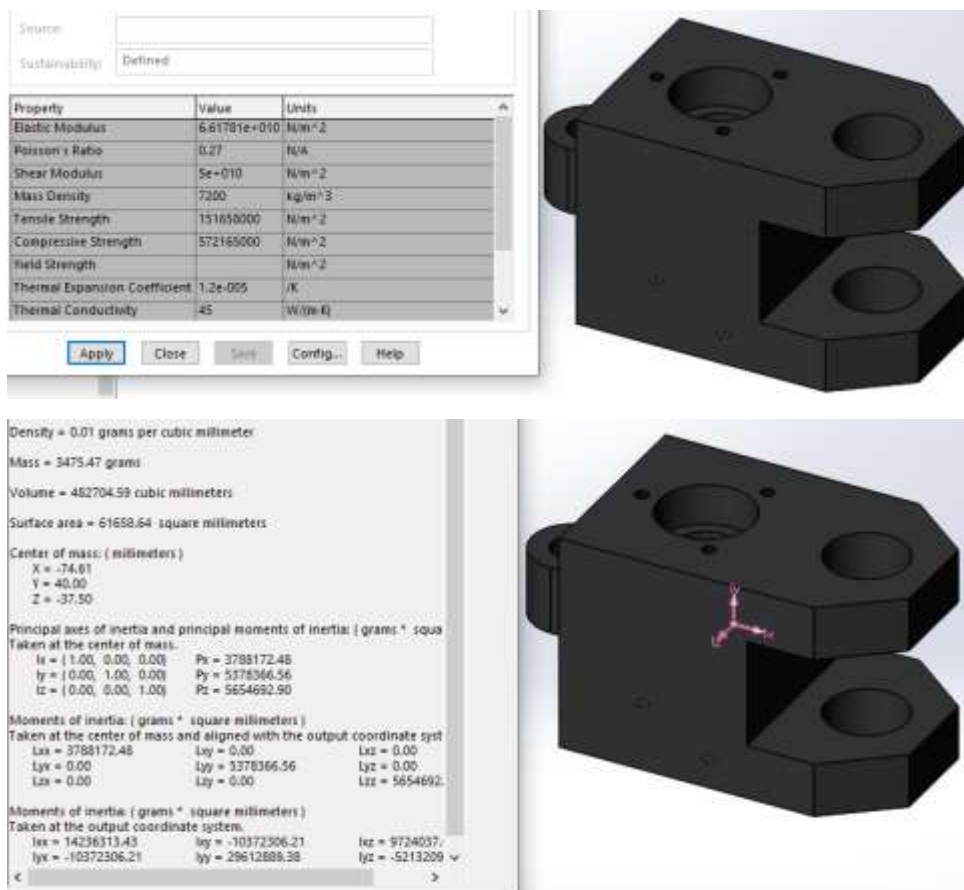 Source:
Sustainability: Defined
Property Value Units
Elastic Modulus 6.61781e+010 N/m^2
Poisson's Ratio 0.27 N/A
Shear Modulus 5e+010 N/m^2
Mass Density 7200 kg/m^3
Tensile Strength 151658000 N/m^2
Compressive Strength 572165000 N/m^2
Yield Strength N/m^2
Thermal Expansion Coefficient 1.2e-005 /K
Thermal Conductivity 45 W/(m·K)
Apply Close Save Config... Help
Density = 0.01 grams per cubic millimeter
Mass = 3475.47 grams
Volume = 482704.59 cubic millimeters
Surface area = 61658.64 square millimeters
Center of mass: ( millimeters )
X = -74.61
Y = 40.00
Z = -37.50
Principal axes of inertia and principal moments of inertia: ( grams * squa
Taken at the center of mass.
Ix = ( 1.00, 0.00, 0.00) Px = 3788172.48
Iy = ( 0.00, 1.00, 0.00) Py = 5378366.56
Iz = ( 0.00, 0.00, 1.00) Pz = 5654692.90
Moments of inertia: ( grams * square millimeters )
Taken at the center of mass and aligned with the output coordinate syst
Lxx = 3788172.48 Lxy = 0.00 Lxz = 0.00
Lyx = 0.00 Lyy = 5378366.56 Lyz = 0.00
Lzx = 0.00 Lzy = 0.00 Lzz = 5654692.
Moments of inertia: ( grams * square millimeters )
Taken at the output coordinate system.
Ixx = 14236313.43 Ixy = -10372306.21 Ixz = 9724037.
Iyx = -10372306.21 Iyy = 29612889.38 Iyz = -5213209